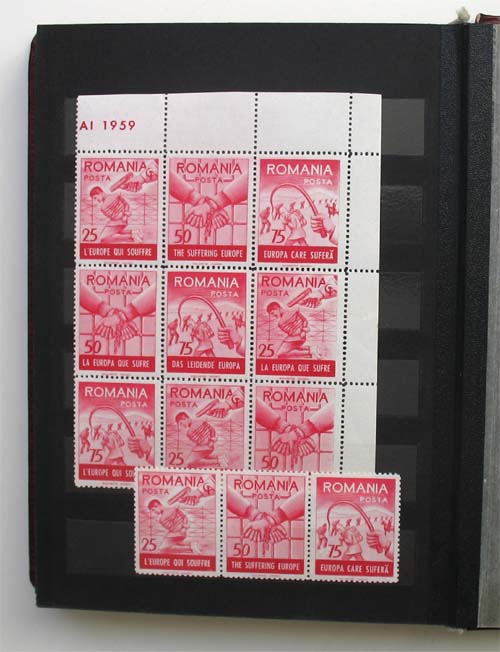 AI 1959
ROMANIA
POSTA
25
L'EUROPE QUI SOUFFRE
ROMANIA
POSTA
50
THE SUFFERING EUROPE
ROMANIA
POSTA
75
EUROPA CARE SUFERĂ
ROMANIA
POSTA
50
LA EUROPA QUE SUFRE
ROMANIA
POSTA
75
DAS LEIDENDE EUROPA
ROMANIA
POSTA
25
LA EUROPA QUE SUFRE
ROMANIA
POSTA
75
L'EUROPE QUI
ROMANIA
POSTA
25
ROMANIA
POSTA
50
ROMANIA
POSTA
25
L'EUROPE QUI SOUFFRE
ROMANIA
POSTA
50
THE SUFFERING EUROPE
ROMANIA
POSTA
75
EUROPA CARE SUFERĂ